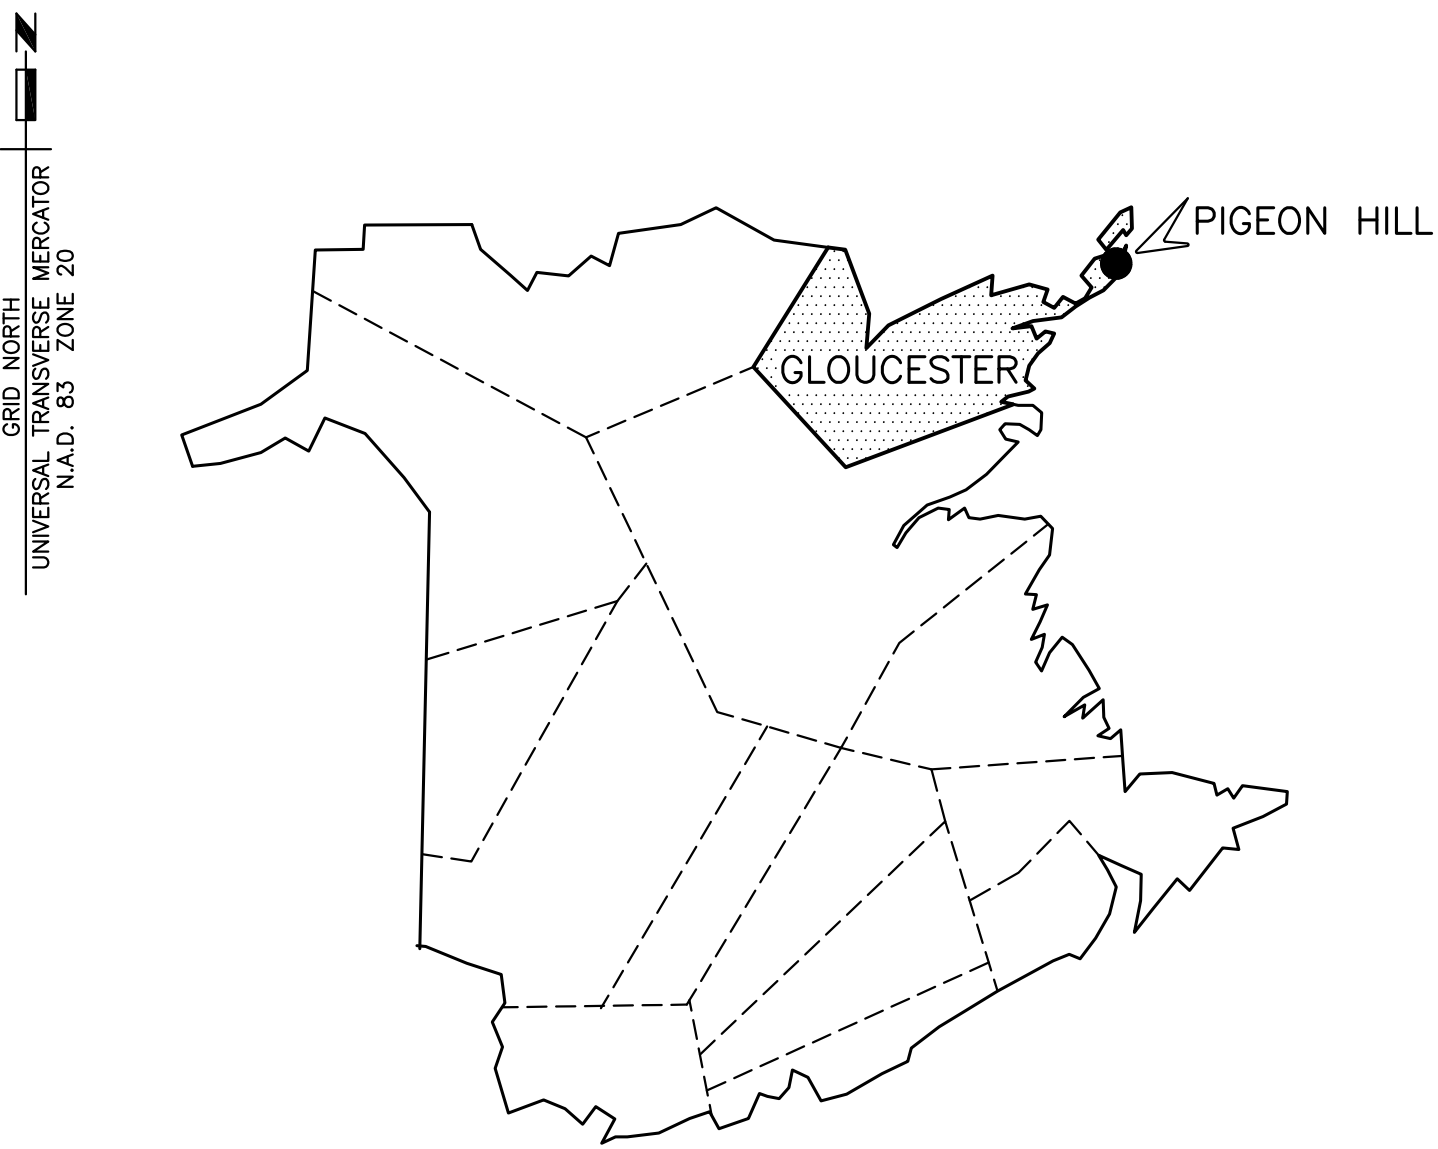 N
GRID NORTH
UNIVERSAL TRANSVERSE MERCATOR
N.A.D. 83 ZONE 20
PIGEON HILL
GLOUCESTER